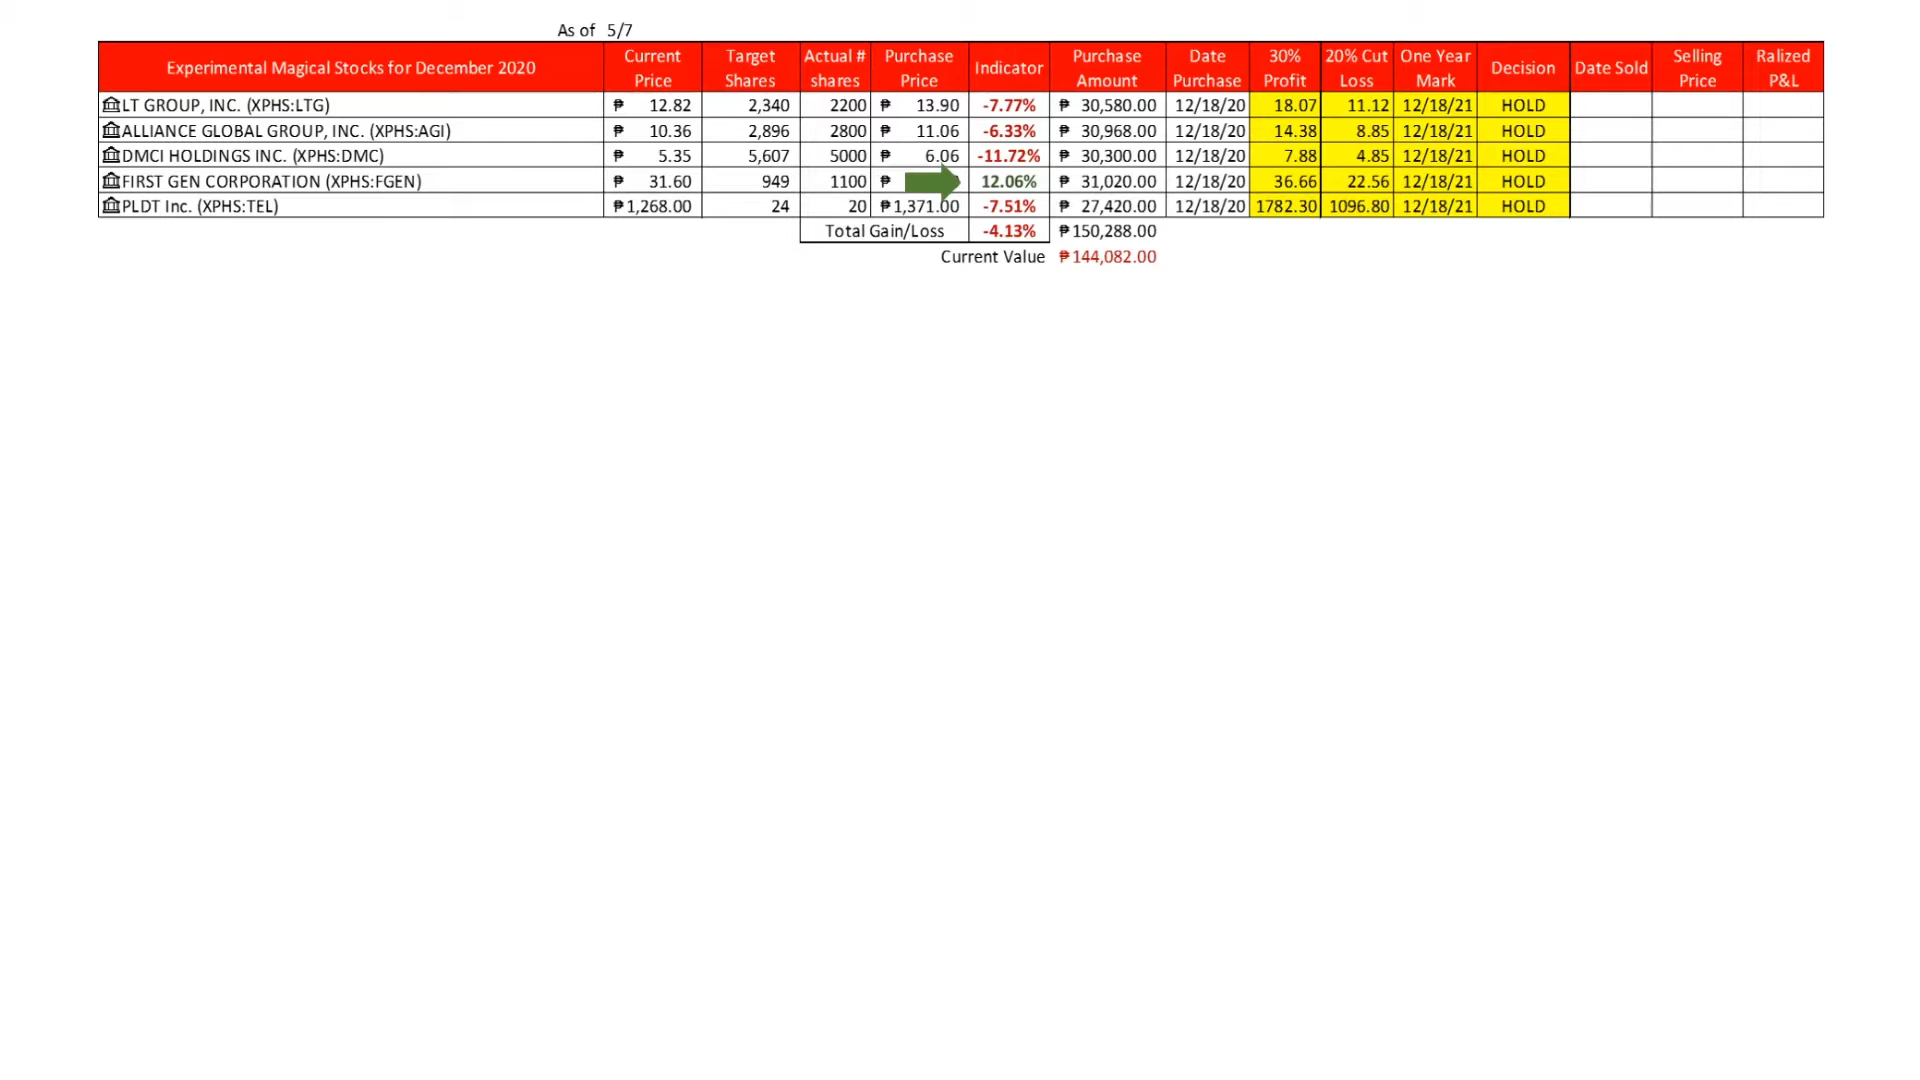 As of 5/7
Experimental Magical Stocks for December 2020 Current Price Target Shares Actual # shares Purchase Price Indicator Purchase Amount Date Purchase 30% Profit 20% Cut Loss One Year Mark Decision Date Sold Selling Price Ralized P&L
LT GROUP, INC. (XPHS:LTG) ₱ 12.82 2,340 2200 ₱ 13.90 -7.77% ₱ 30,580.00 12/18/20 18.07 11.12 12/18/21 HOLD
ALLIANCE GLOBAL GROUP, INC. (XPHS:AGI) ₱ 10.36 2,896 2800 ₱ 11.06 -6.33% ₱ 30,968.00 12/18/20 14.38 8.85 12/18/21 HOLD
DMCI HOLDINGS INC. (XPHS:DMC) ₱ 5.35 5,607 5000 ₱ 6.06 -11.72% ₱ 30,300.00 12/18/20 7.88 4.85 12/18/21 HOLD
FIRST GEN CORPORATION (XPHS:FGEN) ₱ 31.60 949 1100 ₱ 12.06% ₱ 31,020.00 12/18/20 36.66 22.56 12/18/21 HOLD
PLDT Inc. (XPHS:TEL) ₱1,268.00 24 20 ₱1,371.00 -7.51% ₱ 27,420.00 12/18/20 1782.30 1096.80 12/18/21 HOLD
Total Gain/Loss -4.13% ₱150,288.00
Current Value ₱144,082.00